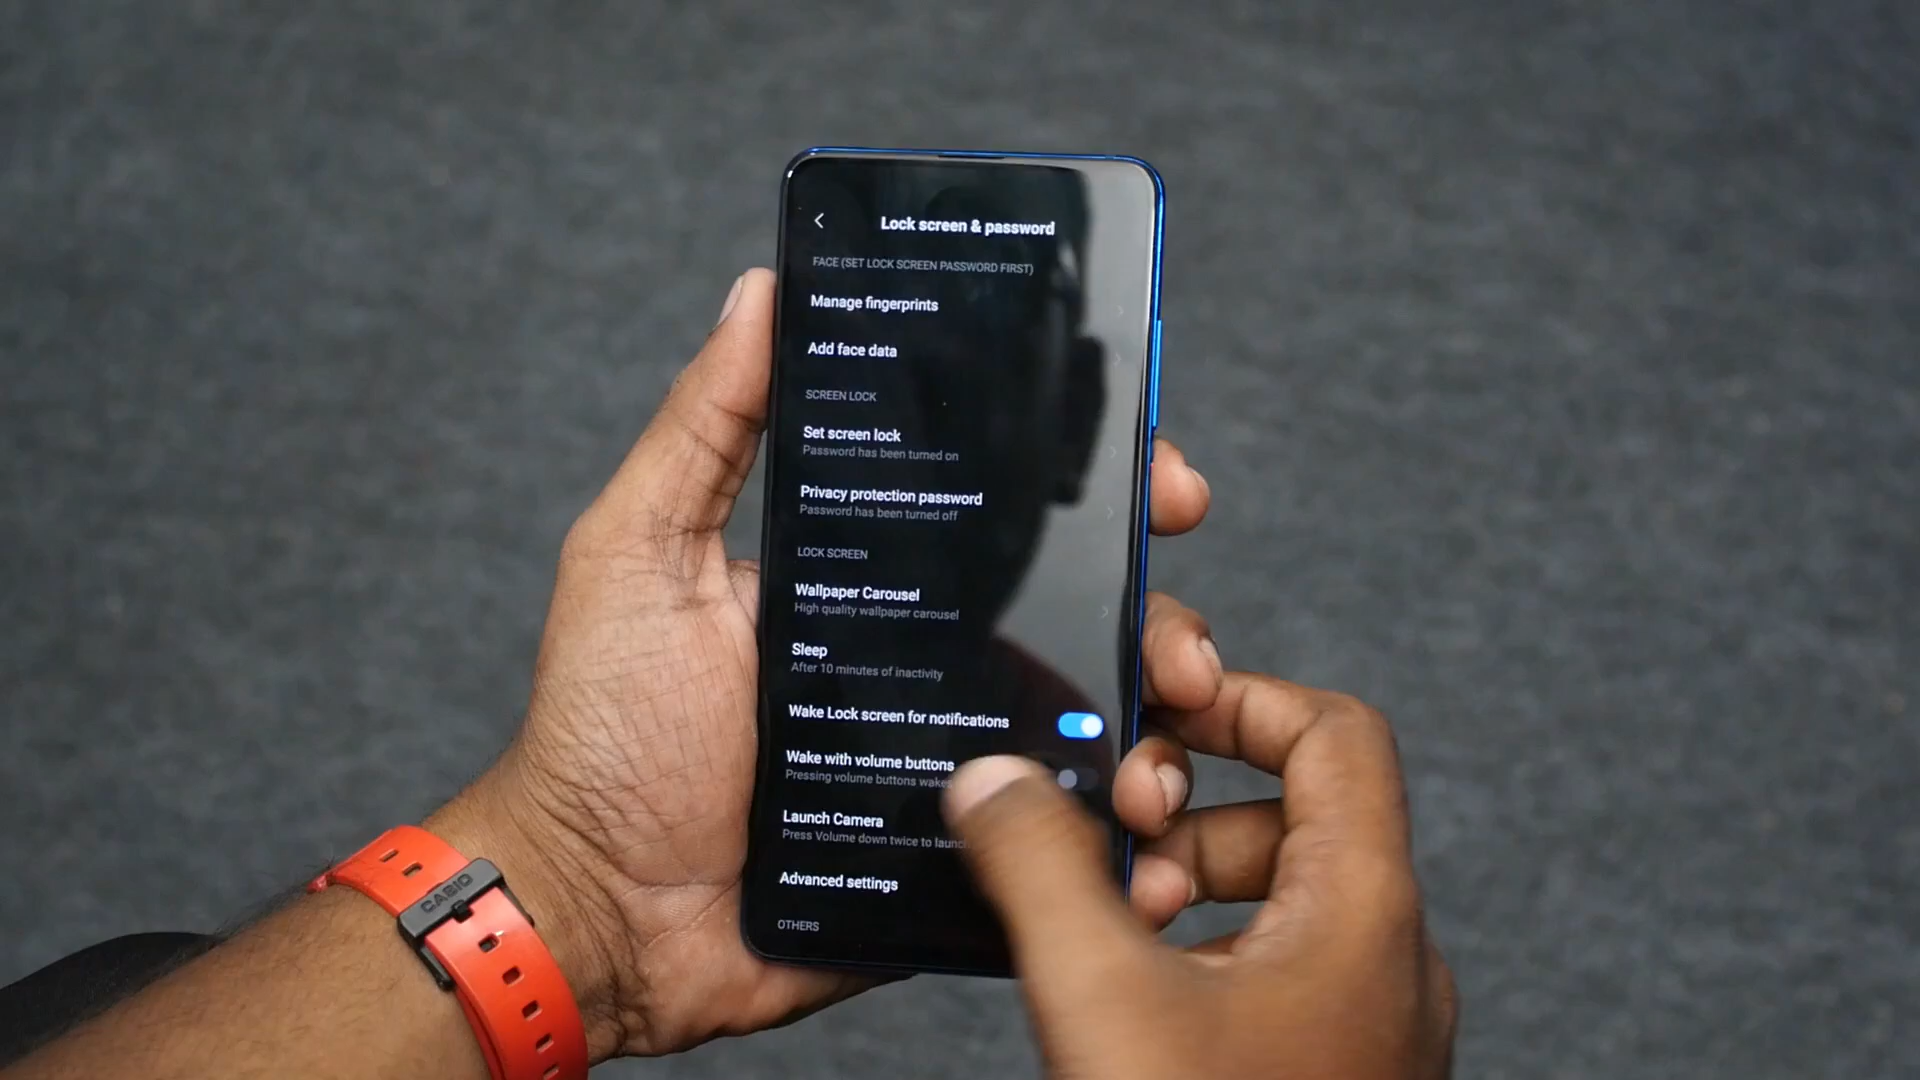 Lock screen & password
FACE (SET LOCK SCREEN PASSWORD FIRST)
Manage fingerprints
Add face data
SCREEN LOCK
Set screen lock
Password has been turned on
Privacy protection password
Password has been turned off
LOCK SCREEN
Wallpaper Carousel
High quality wallpaper carousel
Sleep
After 10 minutes of inactivity
Wake Lock screen for notifications
Wake with volume buttons
Pressing volume buttons wakes
Launch Camera
Press Volume down twice to launch
Advanced settings
OTHERS
CASIO